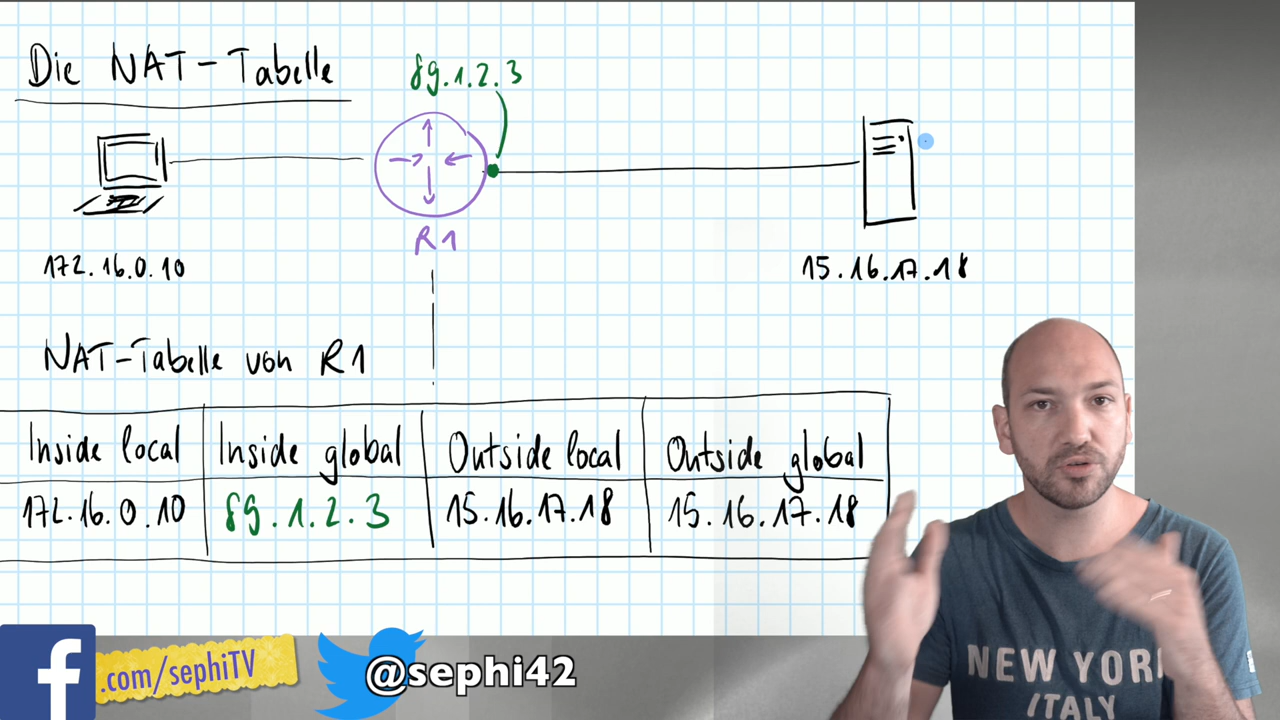 Die NAT-Tabelle
89.1.2.3
R1
172.16.0.10
15.16.17.18
NAT-Tabelle von R1
Inside local Inside global Outside local Outside global
172.16.0.10 89.1.2.3 15.16.17.18 15.16.17.18
f.com/sephiTV
@sephi42
NEW YORK
ITALY